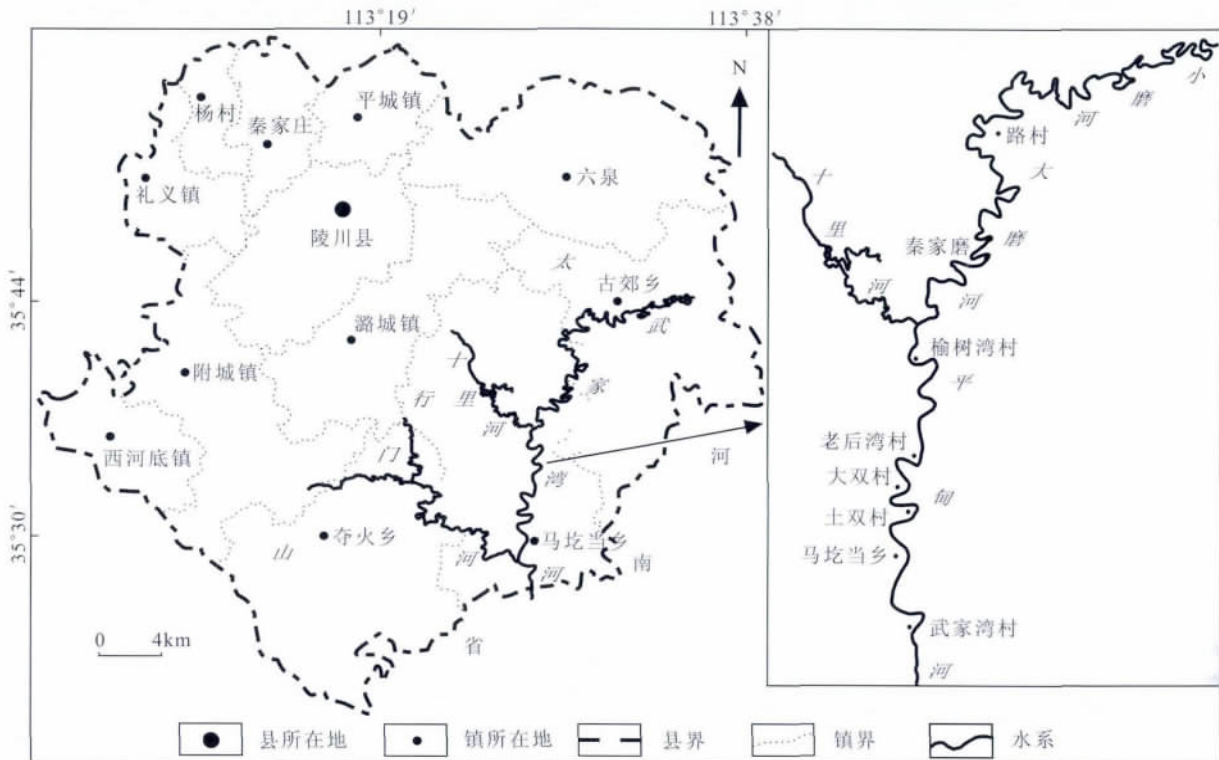 113°19′
113°38′
N
杨村
平城镇
秦家庄
礼义镇
六泉
陵川县
太
古郊乡
35°44′
武
潞城镇
十
附城镇
家
行
里
河
西河底镇
门
河
湾
35°30′
夺火乡
马圪当乡
山
河
河
南
0 4km
省
小
磨
河
路村
大
十
里
秦家磨
磨
河
河
榆树湾村
平
老后湾村
大双村
甸
土双村
马圪当乡
武家湾村
河
县所在地
镇所在地
县界
镇界
水系